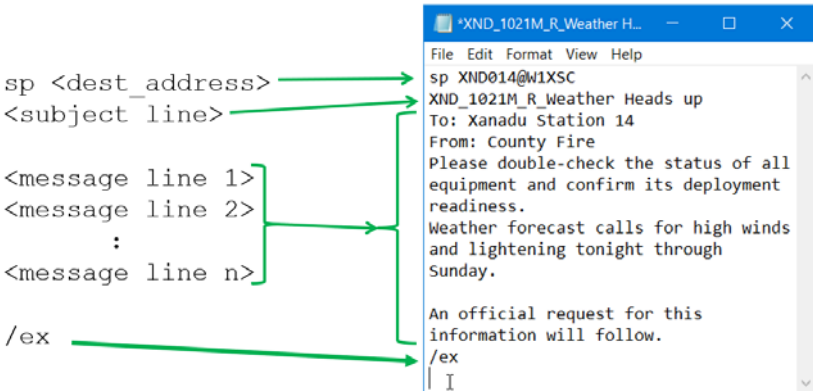 sp <dest_address>
<subject line>
<message line 1>
<message line 2>
:
<message line n>
/ex
*XND_1021M_R_Weather H...
File Edit Format View Help
sp XND014@W1XSC
XND_1021M_R_Weather Heads up
To: Xanadu Station 14
From: County Fire
Please double-check the status of all
equipment and confirm its deployment
readiness.
Weather forecast calls for high winds
and lightening tonight through
Sunday.
An official request for this
information will follow.
/ex